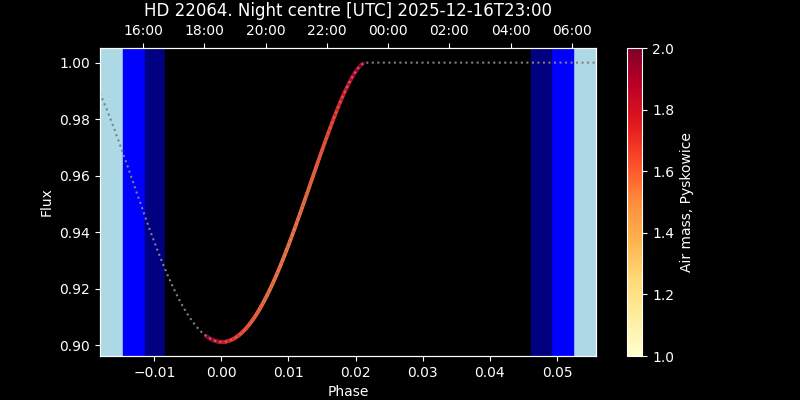 HD 22064. Night centre [UTC] 2025-12-16T23:00
16:00 18:00 20:00 22:00 00:00 02:00 04:00 06:00
1.00
0.98
0.96
0.94
0.92
0.90
Flux
−0.01 0.00 0.01 0.02 0.03 0.04 0.05
Phase
2.0
1.8
1.6
1.4
1.2
1.0
Air mass, Pyskowice